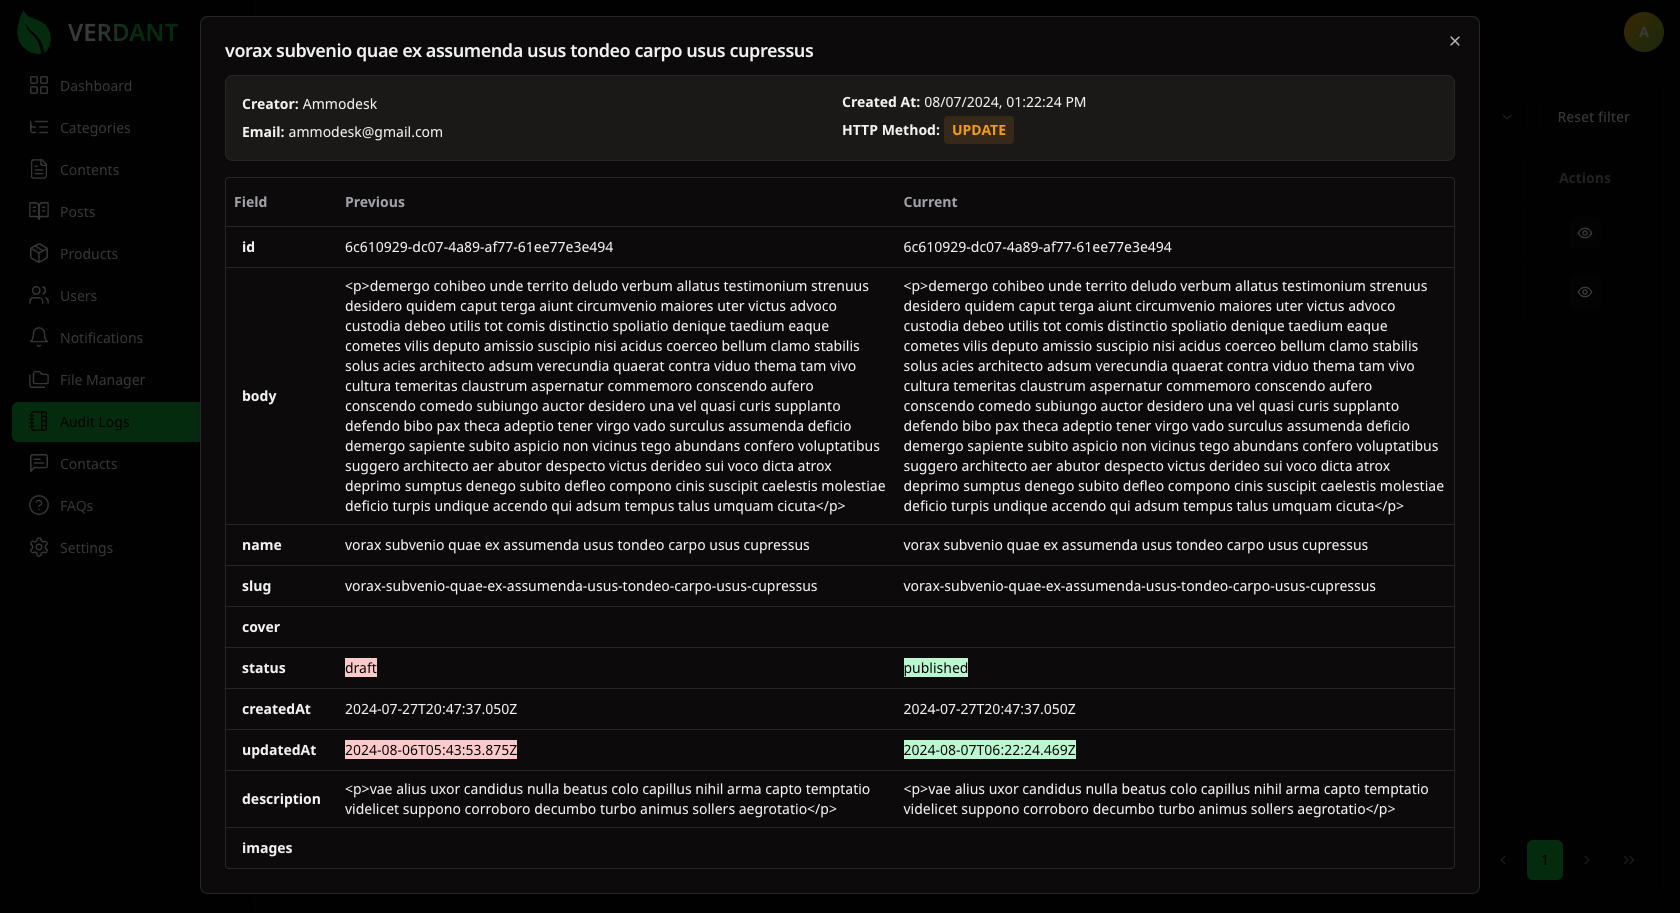 VERDANT
A
Dashboard
Categories
Contents
Posts
Products
Users
Notifications
File Manager
Audit Logs
Contacts
FAQs
Settings
vorax subvenio quae ex assumenda usus tondeo carpo usus cupressus
Creator: Ammodesk
Email: ammodesk@gmail.com
Created At: 08/07/2024, 01:22:24 PM
HTTP Method: UPDATE
Reset filter
Actions
Field Previous Current
id 6c610929-dc07-4a89-af77-61ee77e3e494 6c610929-dc07-4a89-af77-61ee77e3e494
body
<p>demergo cohibeo unde territo deludo verbum allatus testimonium strenuus
desidero quidem caput terga aiunt circumvenio maiores uter victus advoco
custodia debeo utilis tot comis distinctio spoliatio denique taedium eaque
cometes vilis deputo amissio suscipio nisi acidus coerceo bellum clamo stabilis
solus acies architecto adsum verecundia quaerat contra viduo thema tam vivo
cultura temeritas claustrum aspernatur commemoro conscendo aufero
conscendo comedo subiungo auctor desidero una vel quasi curis supplanto
defendo bibo pax theca adeptio tener virgo vado surculus assumenda deficio
demergo sapiente subito aspicio non vicinus tego abundans confero voluptatibus
suggero architecto aer abutor despecto victus derideo sui voco dicta atrox
deprimo sumptus denego subito defleo compono cinis suscipit caelestis molestiae
deficio turpis undique accendo qui adsum tempus talus umquam cicuta</p>
<p>demergo cohibeo unde territo deludo verbum allatus testimonium strenuus
desidero quidem caput terga aiunt circumvenio maiores uter victus advoco
custodia debeo utilis tot comis distinctio spoliatio denique taedium eaque
cometes vilis deputo amissio suscipio nisi acidus coerceo bellum clamo stabilis
solus acies architecto adsum verecundia quaerat contra viduo thema tam vivo
cultura temeritas claustrum aspernatur commemoro conscendo aufero
conscendo comedo subiungo auctor desidero una vel quasi curis supplanto
defendo bibo pax theca adeptio tener virgo vado surculus assumenda deficio
demergo sapiente subito aspicio non vicinus tego abundans confero voluptatibus
suggero architecto aer abutor despecto victus derideo sui voco dicta atrox
deprimo sumptus denego subito defleo compono cinis suscipit caelestis molestiae
deficio turpis undique accendo qui adsum tempus talus umquam cicuta</p>
name vorax subvenio quae ex assumenda usus tondeo carpo usus cupressus vorax subvenio quae ex assumenda usus tondeo carpo usus cupressus
slug vorax-subvenio-quae-ex-assumenda-usus-tondeo-carpo-usus-cupressus vorax-subvenio-quae-ex-assumenda-usus-tondeo-carpo-usus-cupressus
cover
status draft published
createdAt 2024-07-27T20:47:37.050Z 2024-07-27T20:47:37.050Z
updatedAt 2024-08-06T05:43:53.875Z 2024-08-07T06:22:24.469Z
description
<p>vae alius uxor candidus nulla beatus colo capillus nihil arma capto temptatio
videlicet suppono corroboro decumbo turbo animus sollers aegrotatio</p>
<p>vae alius uxor candidus nulla beatus colo capillus nihil arma capto temptatio
videlicet suppono corroboro decumbo turbo animus sollers aegrotatio</p>
images
1